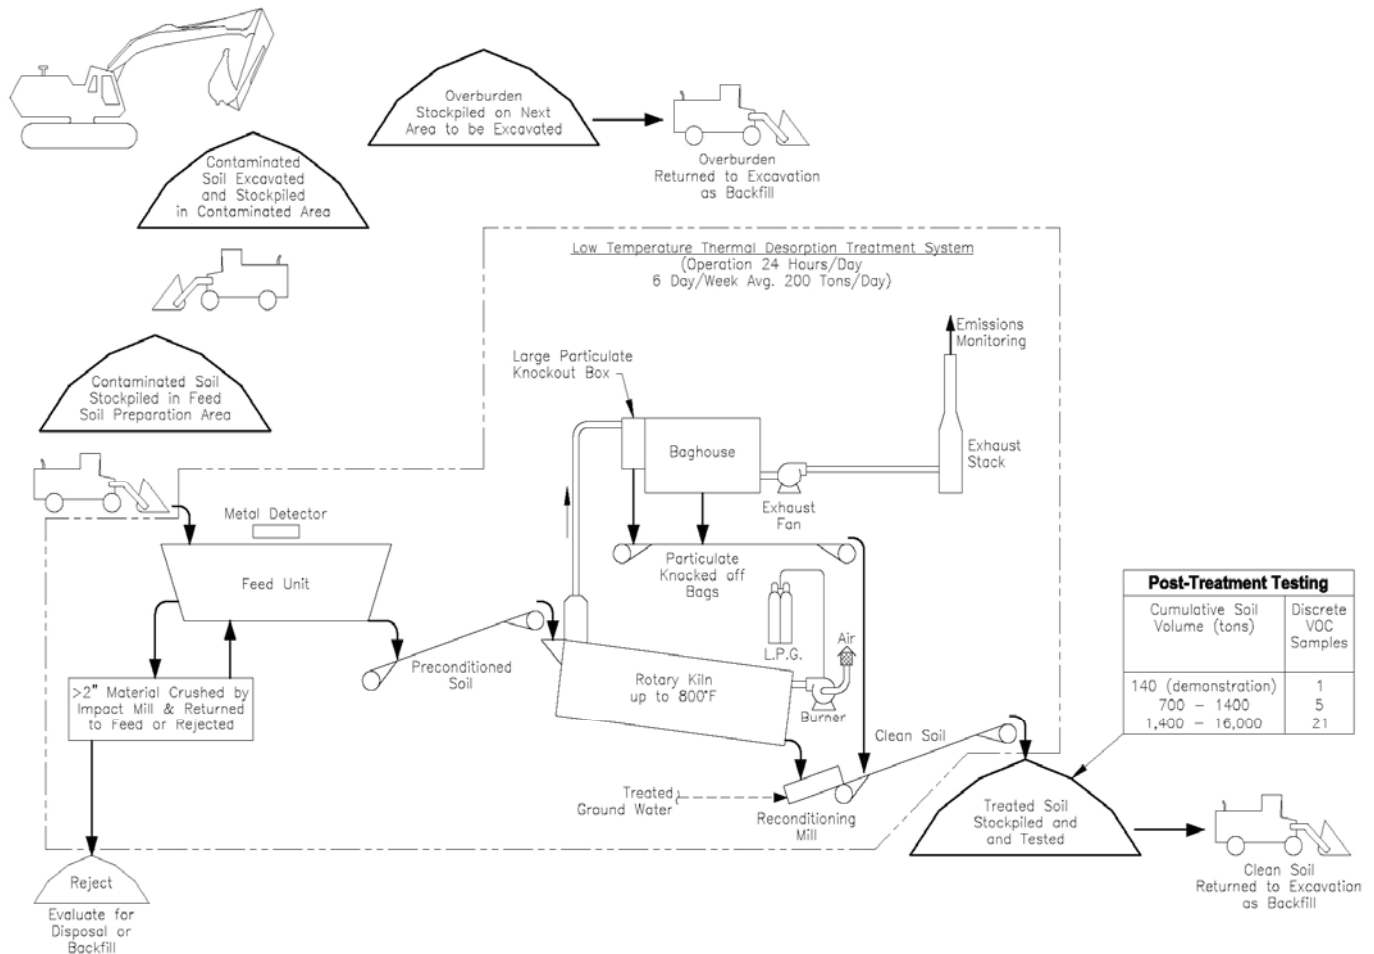 Overburden
Stockpiled on Next
Area to be Excavated
Overburden
Returned to Excavation
as Backfill
Contaminated
Soil Excavated
and Stockpiled
in Contaminated Area
Low Temperature Thermal Desorption Treatment System
(Operation 24 Hours/Day
6 Day/Week Avg. 200 Tons/Day)
Emissions
Monitoring
Large Particulate
Knockout Box
Contaminated Soil
Stockpiled in Feed
Soil Preparation Area
Baghouse
Exhaust
Stack
Exhaust
Fan
Metal Detector
Feed Unit
Particulate
Knocked off
Bags
L.P.G.
Air
Preconditioned
Soil
Rotary Kiln
up to 800°F
Burner
>2" Material Crushed by
Impact Mill & Returned
to Feed or Rejected
Clean Soil
Treated
Ground Water
Reconditioning
Mill
Post-Treatment Testing
Cumulative Soil
Volume (tons)
Discrete
VOC
Samples
140 (demonstration) 1
700 - 1400 5
1,400 - 16,000 21
Treated Soil
Stockpiled and
and Tested
Clean Soil
Returned to Excavation
as Backfill
Reject
Evaluate for
Disposal or
Backfill